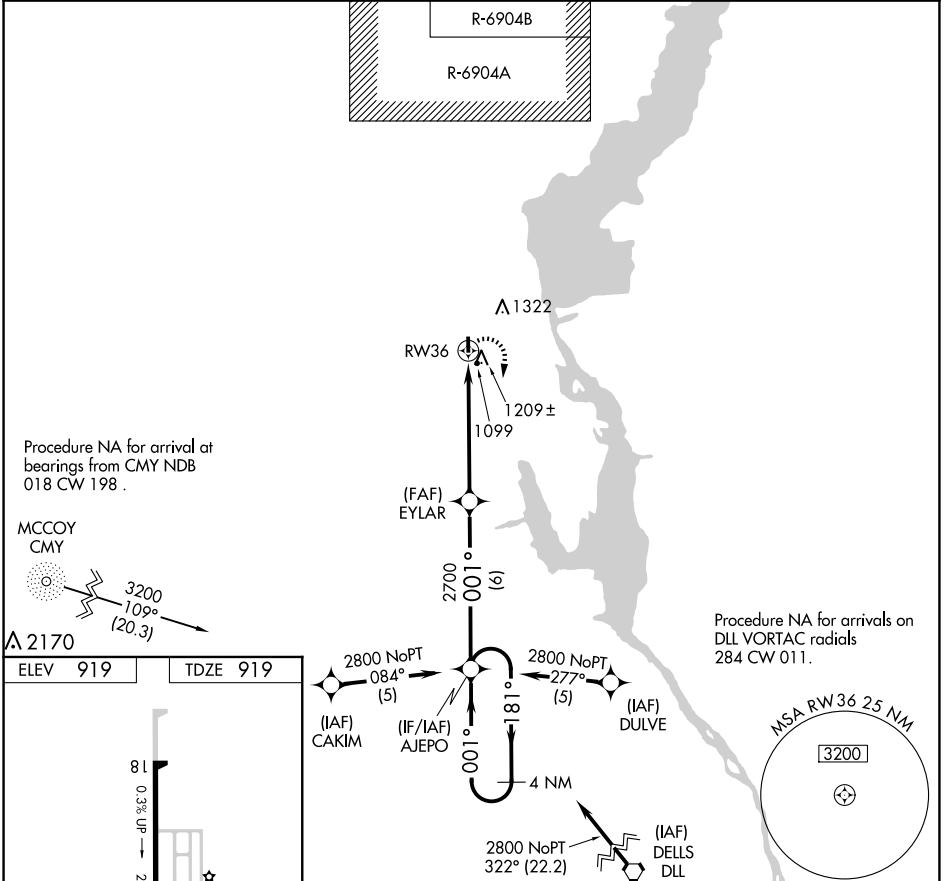 R-6904B
R-6904A
1322
RW36
1209±
1099
Procedure NA for arrival at
bearings from CMY NDB
018 CW 198 .
(FAF)
EYLAR
MCCOY
CMY
3200
109°
(20.3)
2700
001°
(6)
2170
Procedure NA for arrivals on
DLL VORTAC radials
284 CW 011.
ELEV 919
TDZE 919
2800 NoPT
084°
(5)
2800 NoPT
277°
(5)
(IAF)
CAKIM
(IF/IAF)
AJEPO
001°
181°
(IAF)
DULVE
MSA RW36 25 NM
3200
4 NM
18
0.3% UP
2
2800 NoPT
322° (22.2)
(IAF)
DELLS
DLL